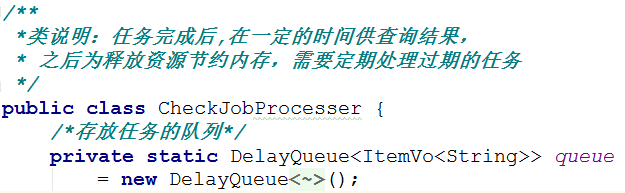 /**
*类说明：任务完成后,在一定的时间供查询结果，
* 之后为释放资源节约内存，需要定期处理过期的任务
*/
public class CheckJobProcesser {
/*存放任务的队列*/
private static DelayQueue<ItemVo<String>> queue
= new DelayQueue<~>();